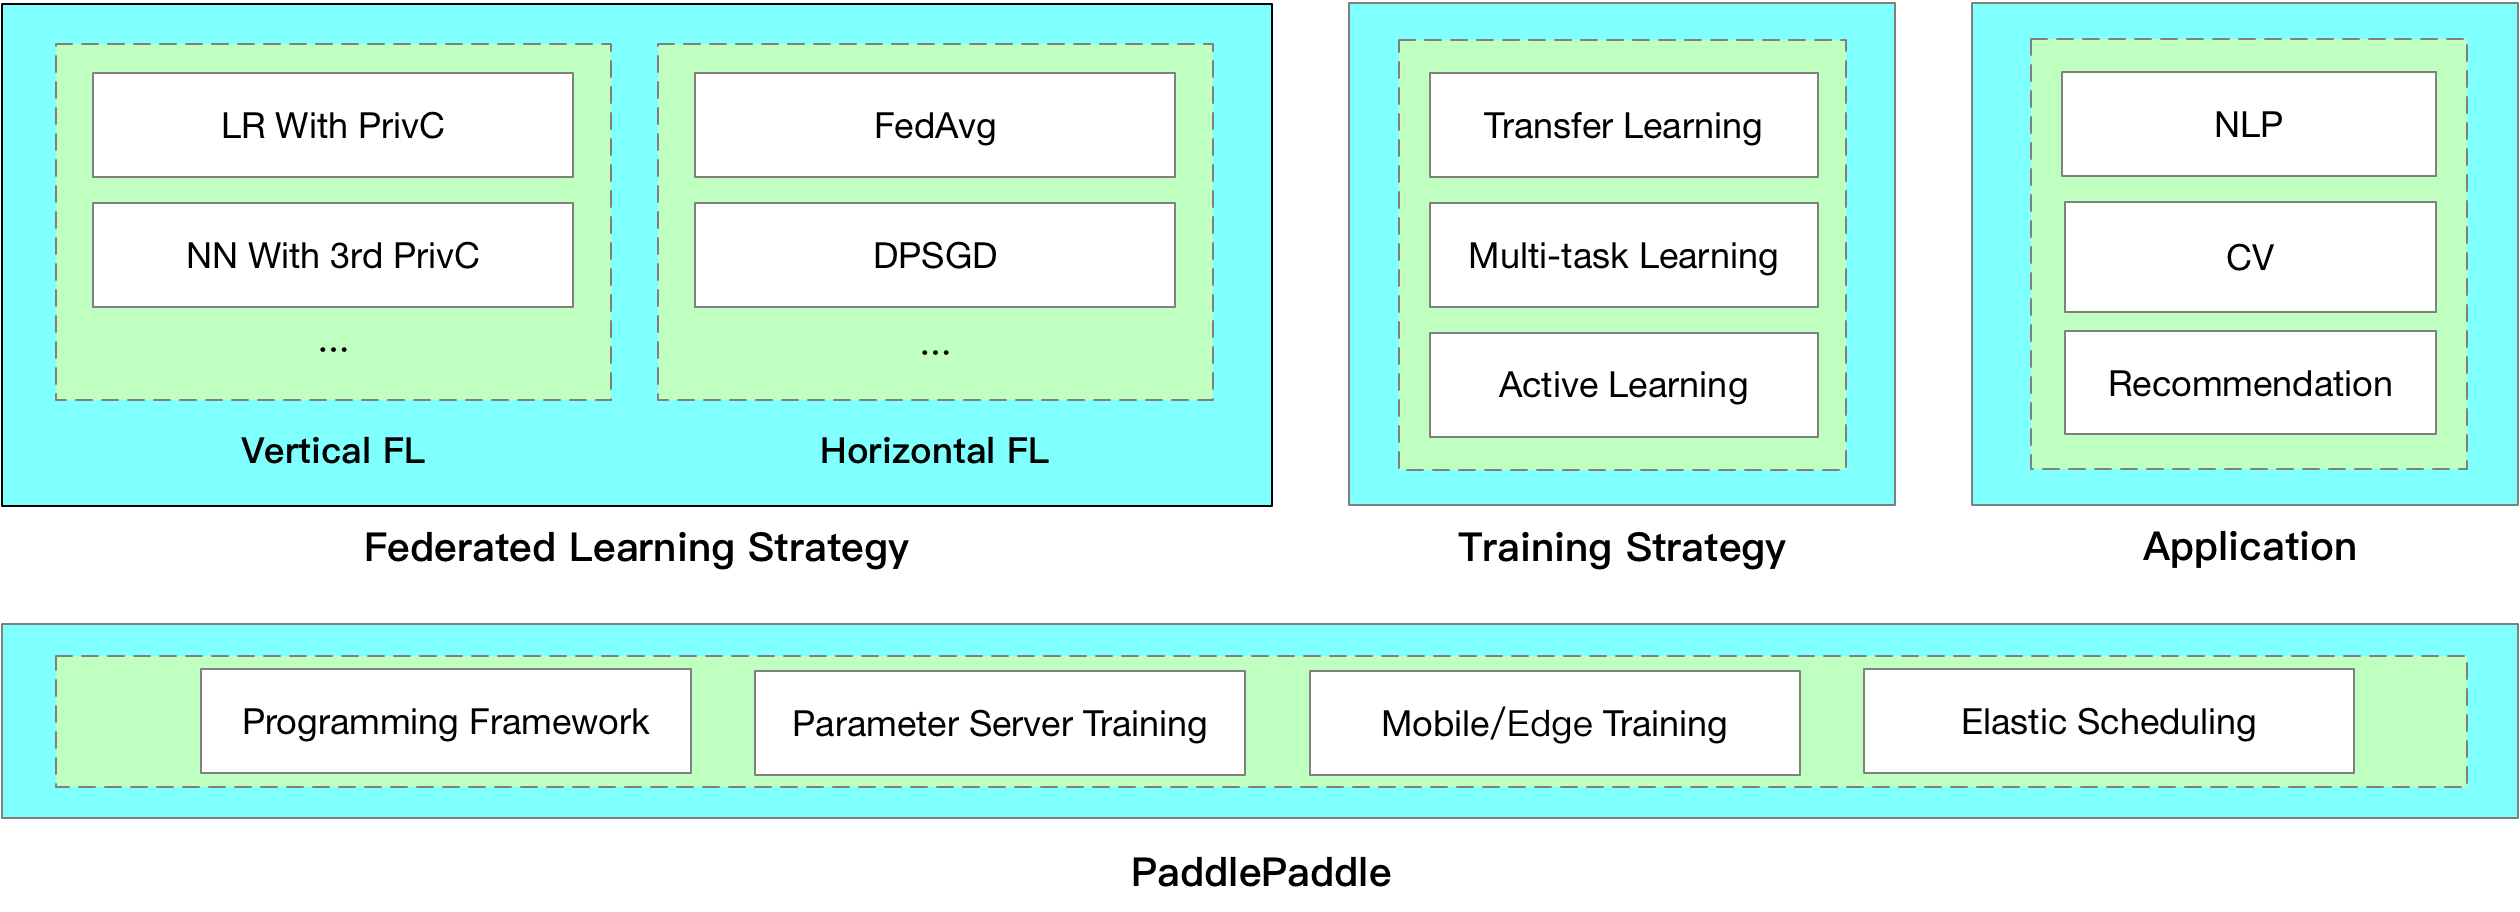 LR With PrivC
NN With 3rd PrivC
...
Vertical FL
FedAvg
DPSGD
...
Horizontal FL
Federated Learning Strategy
Transfer Learning
Multi-task Learning
Active Learning
Training Strategy
NLP
CV
Recommendation
Application
Programming Framework
Parameter Server Training
Mobile/Edge Training
Elastic Scheduling
PaddlePaddle